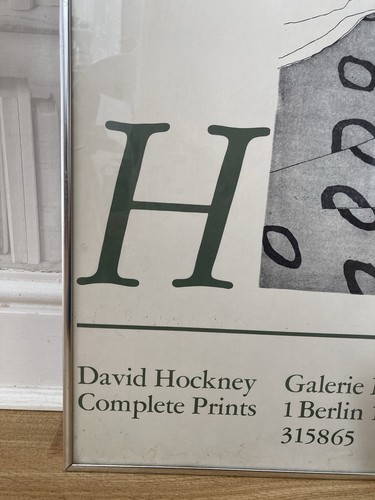 H
David Hockney
Complete Prints
Galerie
1 Berlin
315865